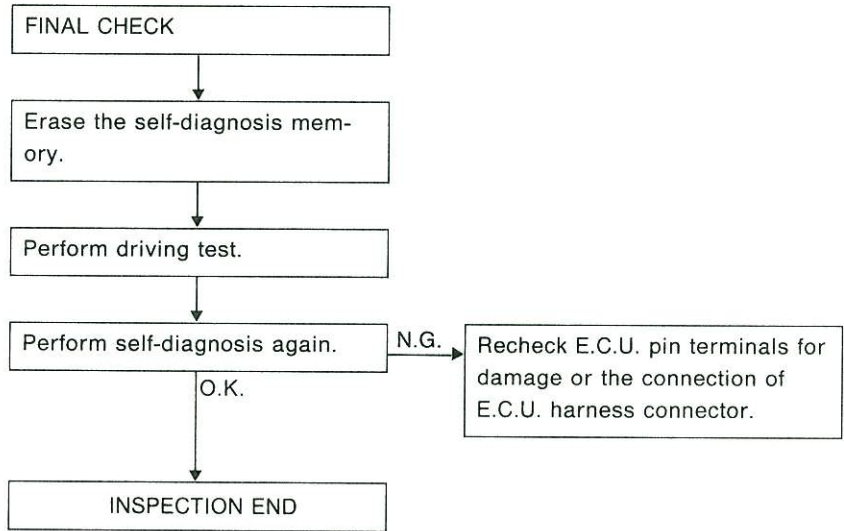 FINAL CHECK
Erase the self-diagnosis mem-
ory.
Perform driving test.
Perform self-diagnosis again.
N.G.
Recheck E.C.U. pin terminals for
damage or the connection of
E.C.U. harness connector.
O.K.
INSPECTION END